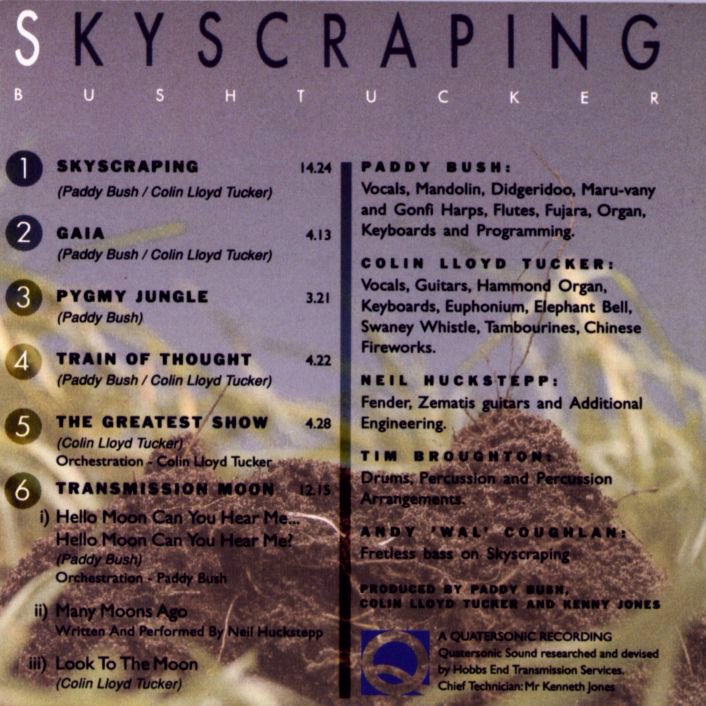 SKYSCRAPING
BUSHTUCKER
1 SKYSCRAPING 14.24
(Paddy Bush / Colin Lloyd Tucker)
2 GAIA 4.13
(Paddy Bush / Colin Lloyd Tucker)
3 PYGMY JUNGLE 3.21
(Paddy Bush)
4 TRAIN OF THOUGHT 4.22
(Paddy Bush / Colin Lloyd Tucker)
5 THE GREATEST SHOW 4.28
(Colin Lloyd Tucker)
Orchestration - Colin Lloyd Tucker
6 TRANSMISSION MOON 12.15
i) Hello Moon Can You Hear Me...
Hello Moon Can You Hear Me?
(Paddy Bush)
Orchestration - Paddy Bush
ii) Many Moons Ago
Written And Performed By Neil Huckstepp
iii) Look To The Moon
(Colin Lloyd Tucker)
PADDY BUSH:
Vocals, Mandolin, Didgeridoo, Maru-vany
and Gonfi Harps, Flutes, Fujara, Organ,
Keyboards and Programming.
COLIN LLOYD TUCKER:
Vocals, Guitars, Hammond Organ,
Keyboards, Euphonium, Elephant Bell,
Swaney Whistle, Tambourines, Chinese
Fireworks.
NEIL HUCKSTEPP:
Fender, Zematis guitars and Additional
Engineering.
TIM BROUGHTON:
Drums, Percussion and Percussion
Arrangements.
ANDY 'WAL' COUGHLAN:
Fretless bass on Skyscraping
PRODUCED BY PADDY BUSH,
COLIN LLOYD TUCKER AND KENNY JONES
A QUATERSONIC RECORDING
Quatersonic Sound researched and devised
by Hobbs End Transmission Services.
Chief Technician: Mr Kenneth Jones